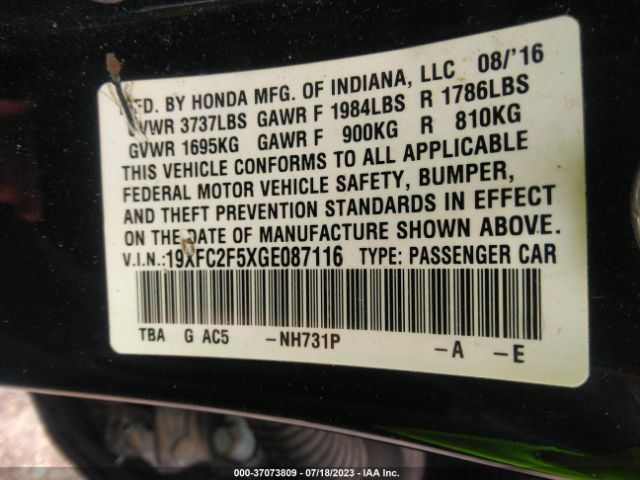 MFD. BY HONDA MFG. OF INDIANA, LLC 08/'16
GVWR 3737LBS GAWR F 1984LBS R 1786LBS
GVWR 1695KG GAWR F 900KG R 810KG
THIS VEHICLE CONFORMS TO ALL APPLICABLE
FEDERAL MOTOR VEHICLE SAFETY, BUMPER,
AND THEFT PREVENTION STANDARDS IN EFFECT
ON THE DATE OF MANUFACTURE SHOWN ABOVE.
V.I.N.:19XFC2F5XGE087116 TYPE: PASSENGER CAR
TBA G AC5 -NH731P -A -E
000-37073809 - 07/18/2023 - IAA Inc.